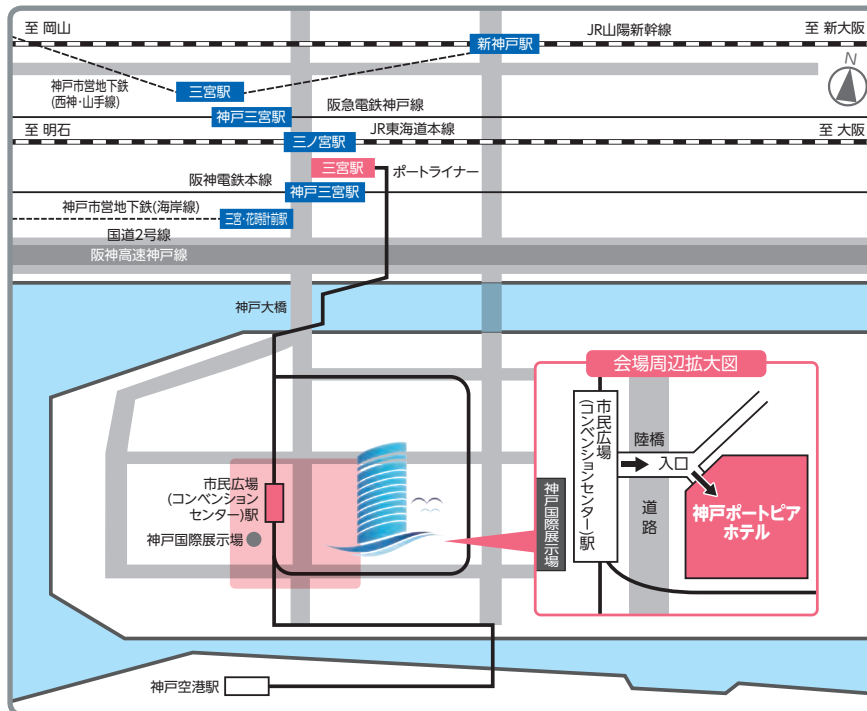 至 岡山
JR山陽新幹線
至 新大阪
新神戸駅
N
神戸市営地下鉄
(西神・山手線)
三宮駅
神戸三宮駅
阪急電鉄神戸線
至 明石
JR東海道本線
至 大阪
三ノ宮駅
三宮駅
ポートライナー
阪神電鉄本線
神戸三宮駅
神戸市営地下鉄(海岸線)
三宮・花時計前駅
国道2号線
阪神高速神戸線
神戸大橋
市民広場
(コンベンション
センター)駅
神戸国際展示場
神戸空港駅
会場周辺拡大図
市民広場
(コンベンションセンター)駅
陸橋
入口
道路
神戸国際展示場
神戸ポートピア
ホテル